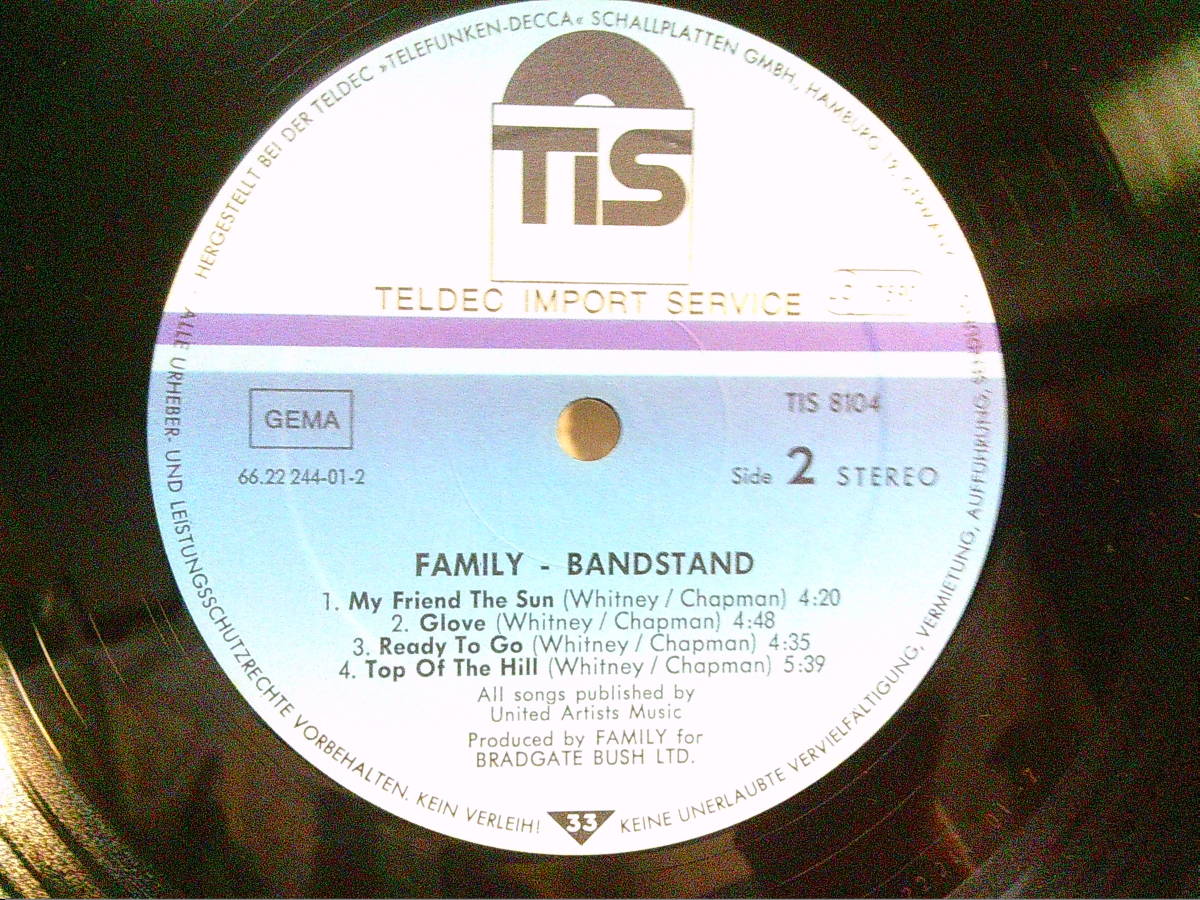 HERGESTELLT BEI DER TELDEC »TELEFUNKEN-DECCA« SCHALLPLATTEN GMBH, HAMBURG 19, GERMANY
TiS
TELDEC IMPORT SERVICE
GEMA
TIS 8104
66.22 244-01-2
Side 2 STEREO
FAMILY - BANDSTAND
1. My Friend The Sun (Whitney / Chapman) 4:20
2. Glove (Whitney / Chapman) 4:48
3. Ready To Go (Whitney / Chapman) 4:35
4. Top Of The Hill (Whitney / Chapman) 5:39
All songs published by
United Artists Music
Produced by FAMILY for
BRADGATE BUSH LTD.
33
ALLE URHEBER- UND LEISTUNGSSCHUTZRECHTE VORBEHALTEN. KEIN VERLEIH!
KEINE UNERLAUBTE VERVIELFÄLTIGUNG, VERMIETUNG, AUFFÜHRUNG,